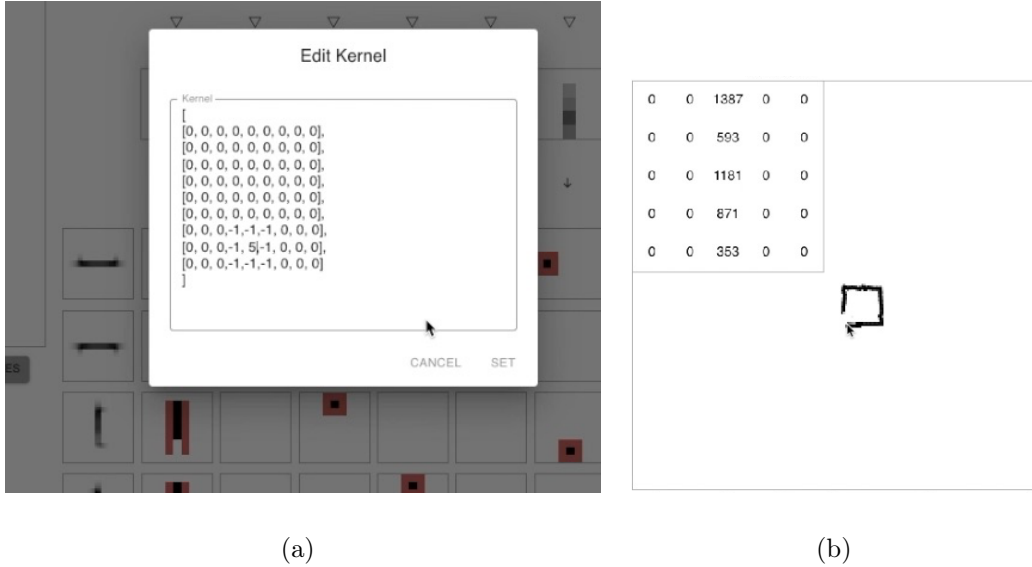 Edit Kernel
Kernel
[
[0, 0, 0, 0, 0, 0, 0, 0, 0],
[0, 0, 0, 0, 0, 0, 0, 0, 0],
[0, 0, 0, 0, 0, 0, 0, 0, 0],
[0, 0, 0, 0, 0, 0, 0, 0, 0],
[0, 0, 0, 0, 0, 0, 0, 0, 0],
[0, 0, 0, 0, 0, 0, 0, 0, 0],
[0, 0, 0,-1,-1,-1, 0, 0, 0],
[0, 0, 0,-1, 5,-1, 0, 0, 0],
[0, 0, 0,-1,-1,-1, 0, 0, 0]
]
ES
CANCEL SET
0 0 1387 0 0
0 0 593 0 0
0 0 1181 0 0
0 0 871 0 0
0 0 353 0 0
(a)
(b)